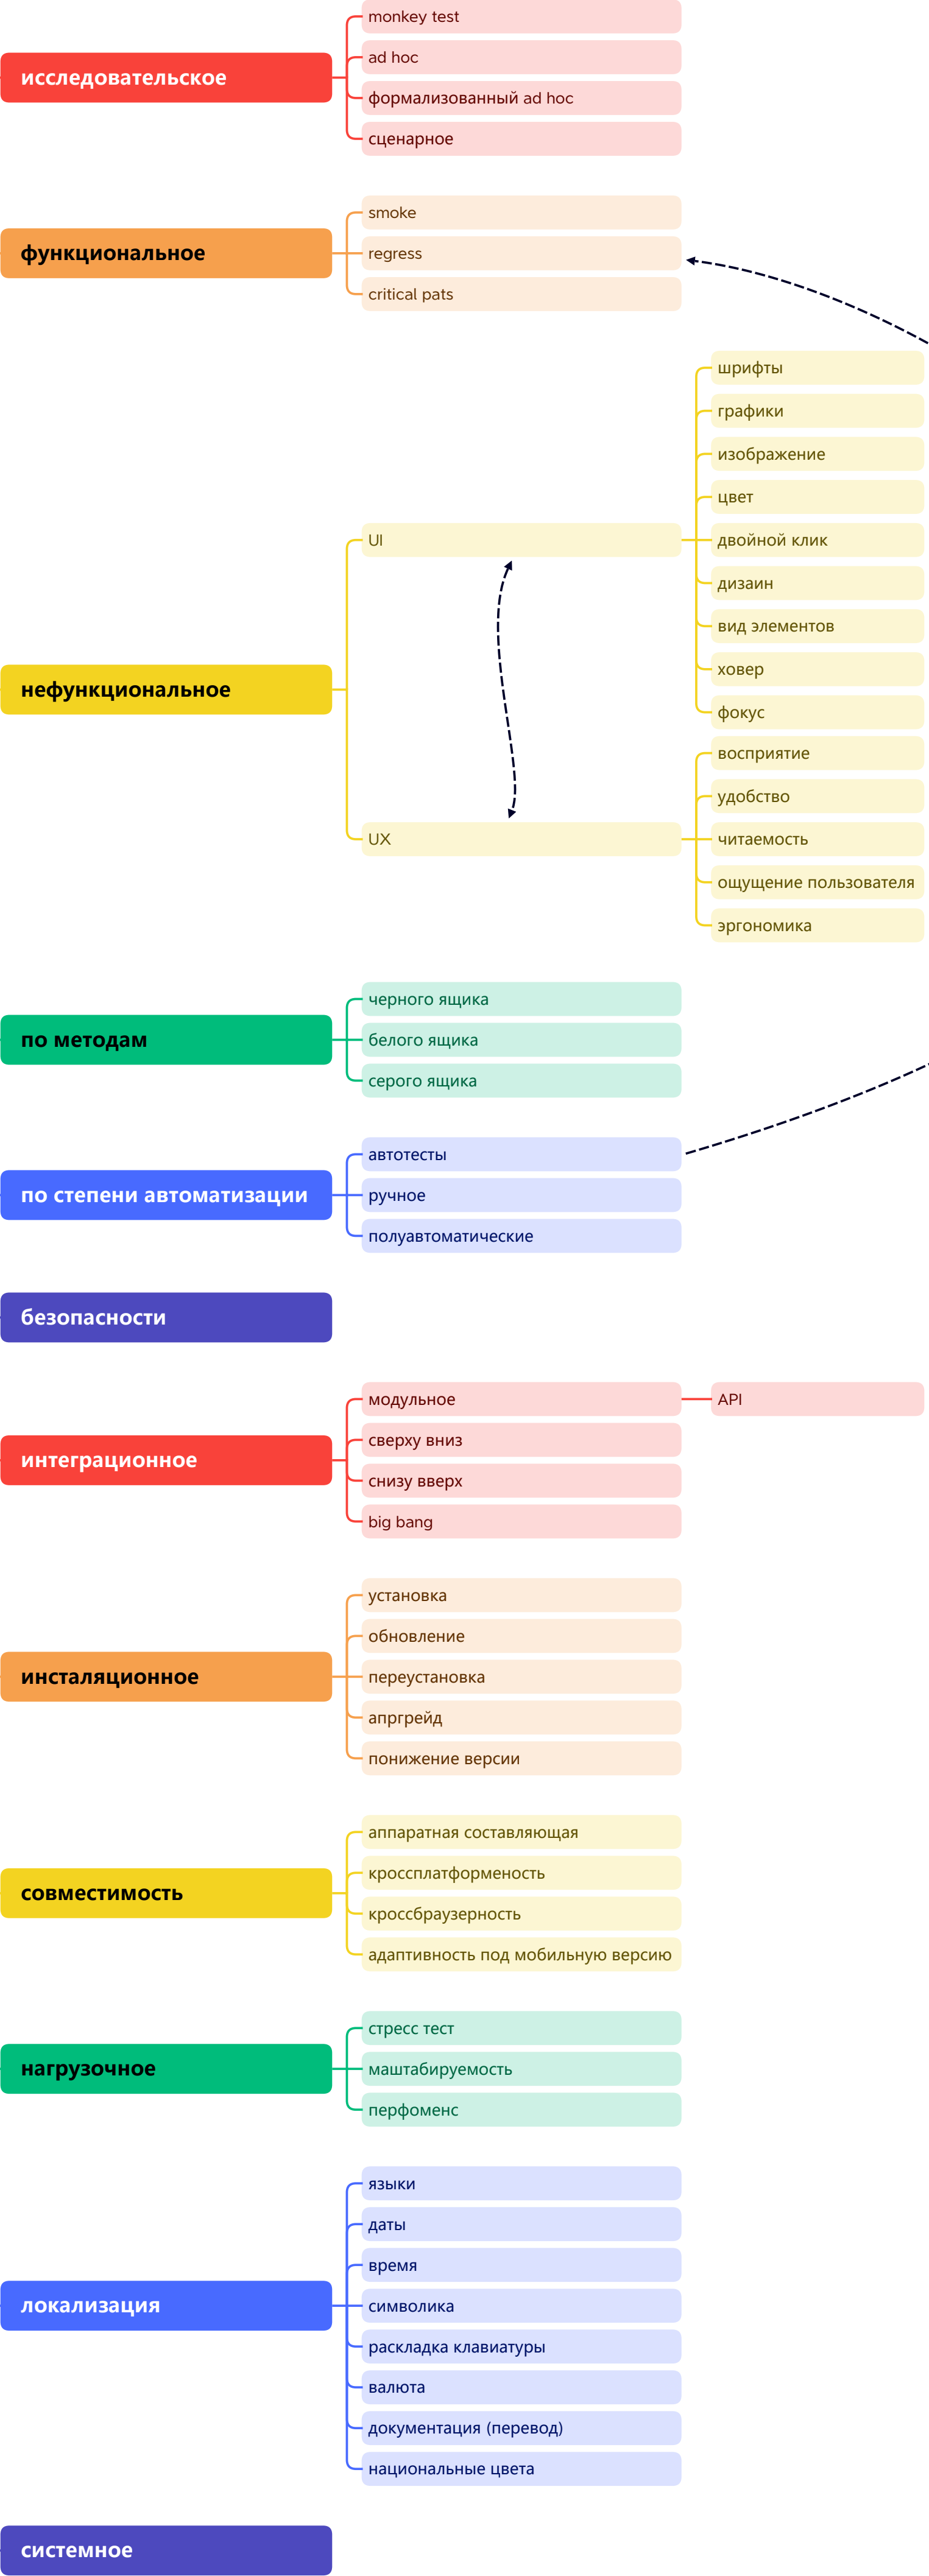 исследовательское
monkey test
ad hoc
формализованный ad hoc
сценарное
функциональное
smoke
regress
critical pats
нефункциональное
UI
шрифты
графики
изображение
цвет
двойной клик
дизаин
вид элементов
ховер
фокус
UX
восприятие
удобство
читаемость
ощущение пользователя
эргономика
по методам
черного ящика
белого ящика
серого ящика
по степени автоматизации
автотесты
ручное
полуавтоматические
безопасности
интеграционное
модульное
API
сверху вниз
снизу вверх
big bang
инсталяционное
установка
обновление
переустановка
апргрейд
понижение версии
совместимость
аппаратная составляющая
кроссплатформеность
кроссбраузерность
адаптивность под мобильную версию
нагрузочное
стресс тест
маштабируемость
перфоменс
локализация
языки
даты
время
символика
раскладка клавиатуры
валюта
документация (перевод)
национальные цвета
системное